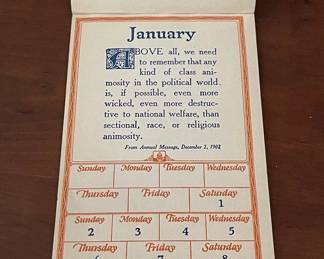 January
ABOVE all, we need
to remember that any
kind of class ani-
mosity in the political world
is, if possible, even more
wicked, even more destruc-
tive to national welfare, than
sectional, race, or religious
animosity.
From Annual Message, December 2, 1902
Sunday Monday Tuesday Wednesday
Thursday Friday Saturday
1
Sunday Monday Tuesday Wednesday
2 3 4 5
Thursday Friday Saturday
6 7 8